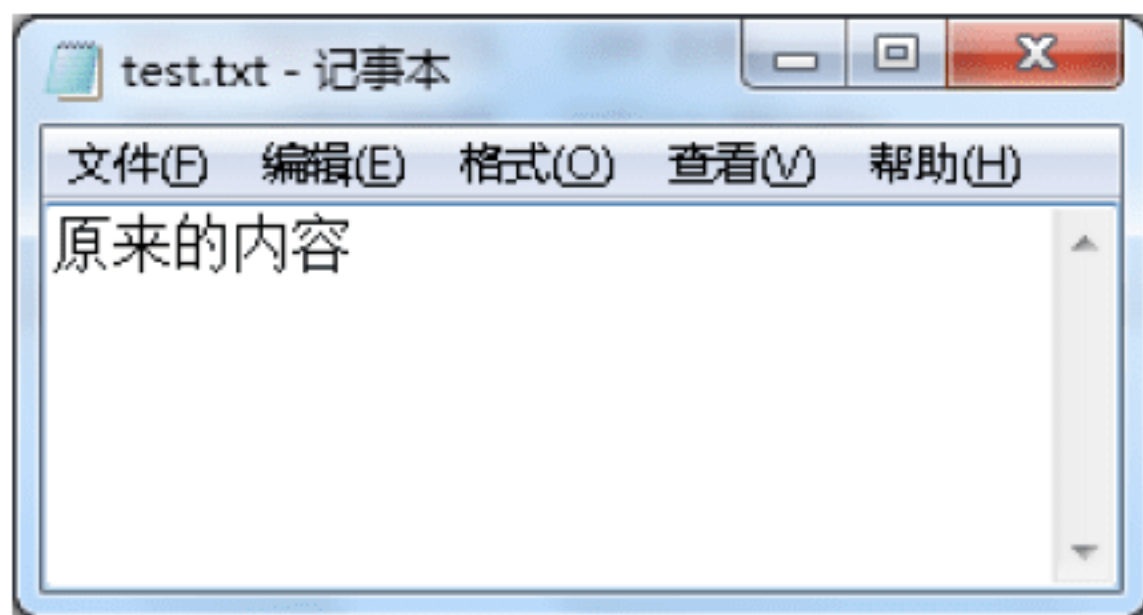 test.txt - 记事本
文件(F) 编辑(E) 格式(O) 查看(V) 帮助(H)
原来的内容